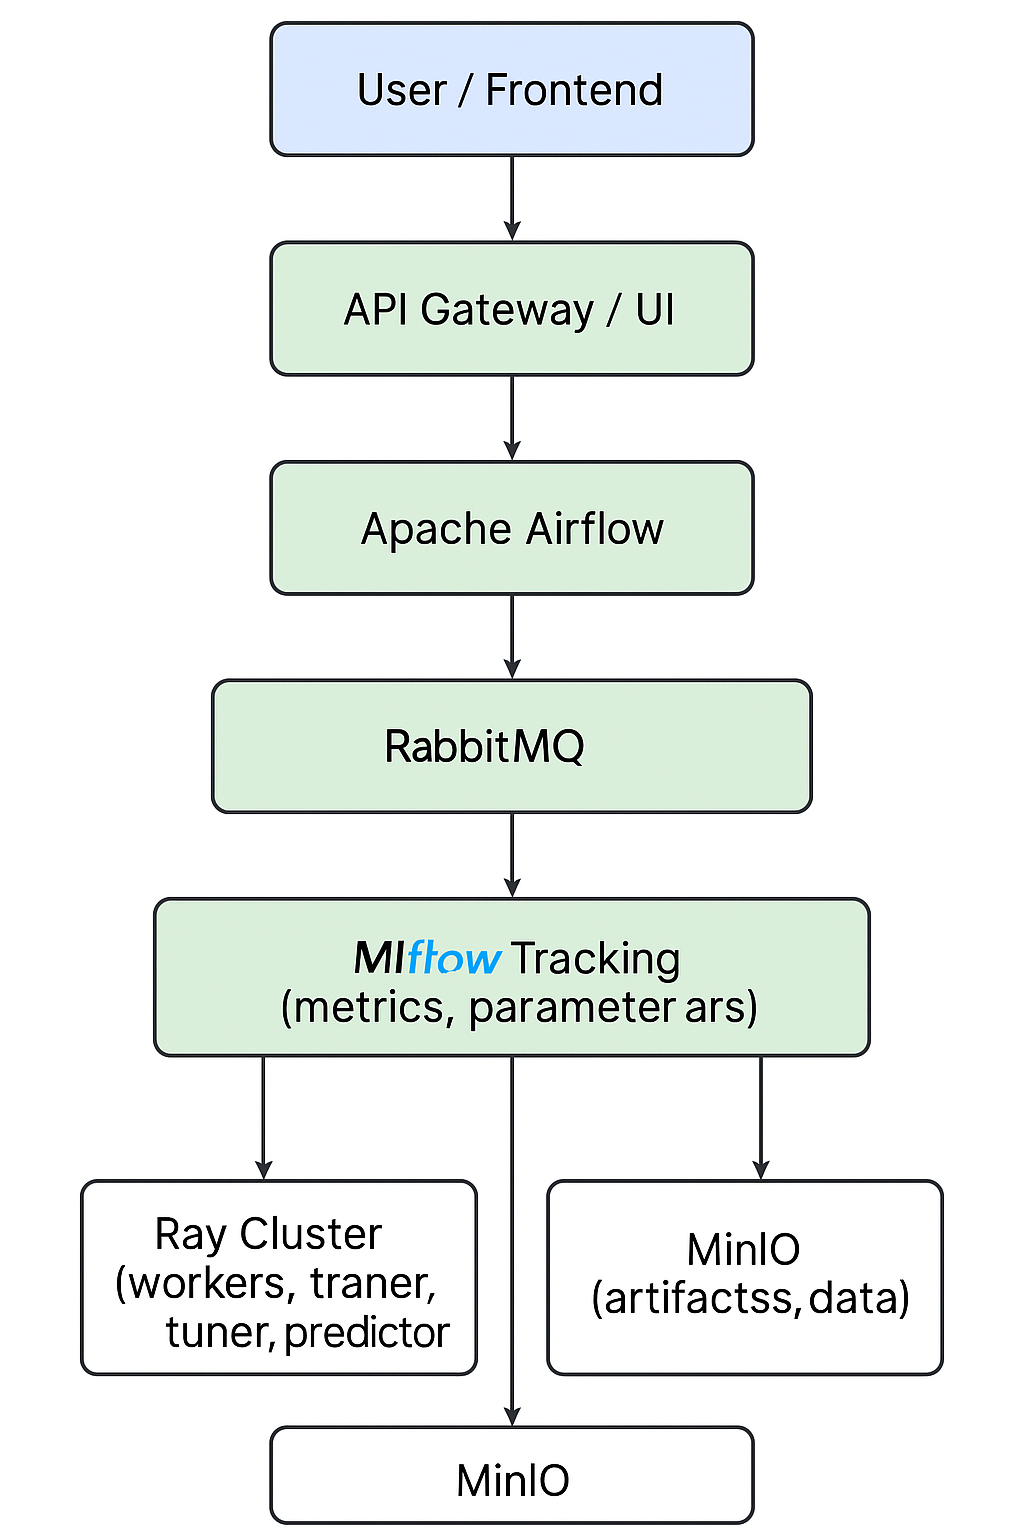 User / Frontend
API Gateway / UI
Apache Airflow
RabbitMQ
MIflow Tracking
(metrics, parameter ars)
Ray Cluster
(workers, traner,
tuner, predictor
MinIO
(artifactss, data)
MinIO